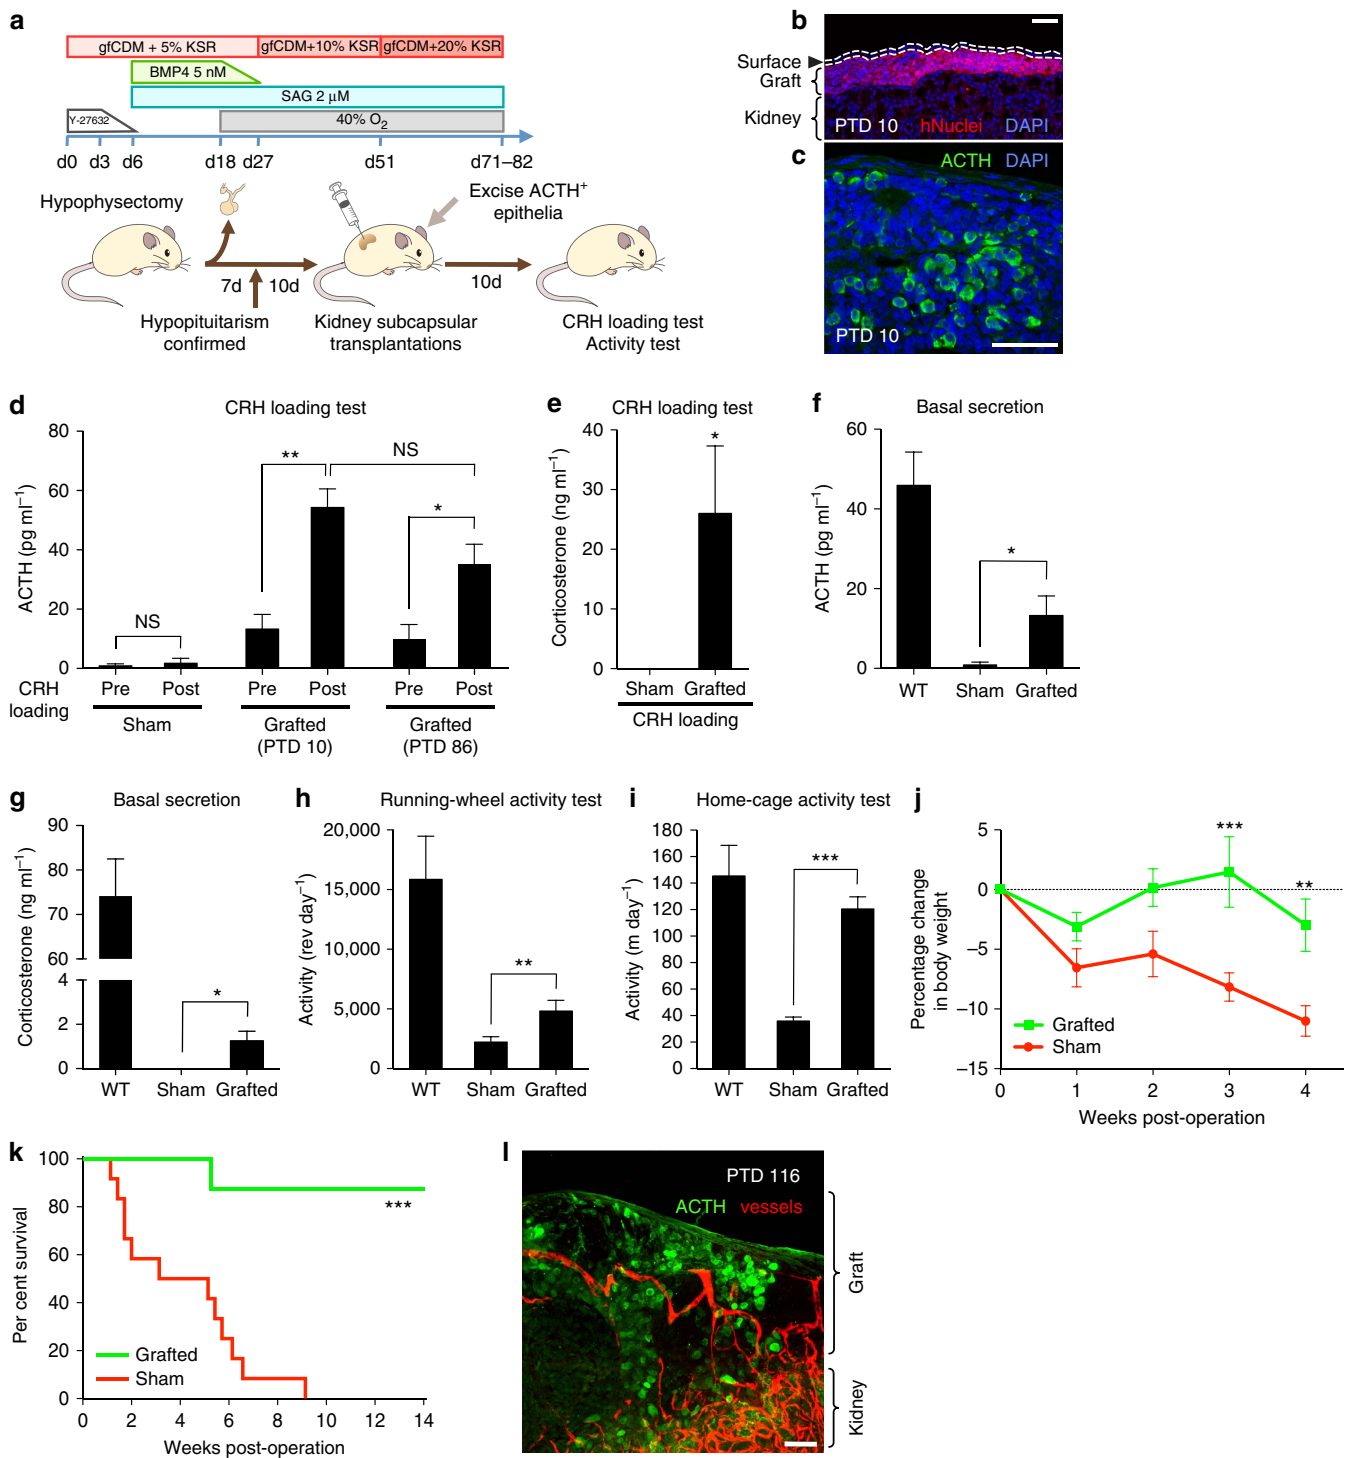 a
gfCDM + 5% KSR
gfCDM+10% KSR
gfCDM+20% KSR
BMP4 5 nM
SAG 2 μM
Y-27632
40% O2
d0 d3 d6 d18 d27 d51 d71–82
Hypophysectomy
Excise ACTH+
epithelia
7d 10d 10d
Hypopituitarism
confirmed
Kidney subcapsular
transplantations
CRH loading test
Activity test
b
Surface
Graft
Kidney
PTD 10 hNuclei DAPI
c
ACTH DAPI
PTD 10
d
CRH loading test
ACTH (pg ml−1)
80
60
40
20
0
NS
**
NS
*
CRH
loading
Pre Post Pre Post Pre Post
Sham
Grafted
(PTD 10)
Grafted
(PTD 86)
e
CRH loading test
Corticosterone (ng ml−1)
40
30
20
10
0
*
Sham Grafted
CRH loading
f
Basal secretion
ACTH (pg ml−1)
60
40
20
0
*
WT Sham Grafted
g
Basal secretion
Corticosterone (ng ml−1)
90
80
70
60
4
2
0
*
WT Sham Grafted
h
Running-wheel activity test
Activity (rev day−1)
20,000
15,000
10,000
5,000
0
**
WT Sham Grafted
i
Home-cage activity test
Activity (m day−1)
180
160
140
120
100
80
60
40
20
0
***
WT Sham Grafted
j
Percentage change
in body weight
5
0
−5
−10
−15
***
**
Grafted
Sham
0 1 2 3 4
Weeks post-operation
k
Per cent survival
100
80
60
40
20
0
***
Grafted
Sham
0 2 4 6 8 10 12 14
Weeks post-operation
l
PTD 116
ACTH vessels
Graft
Kidney